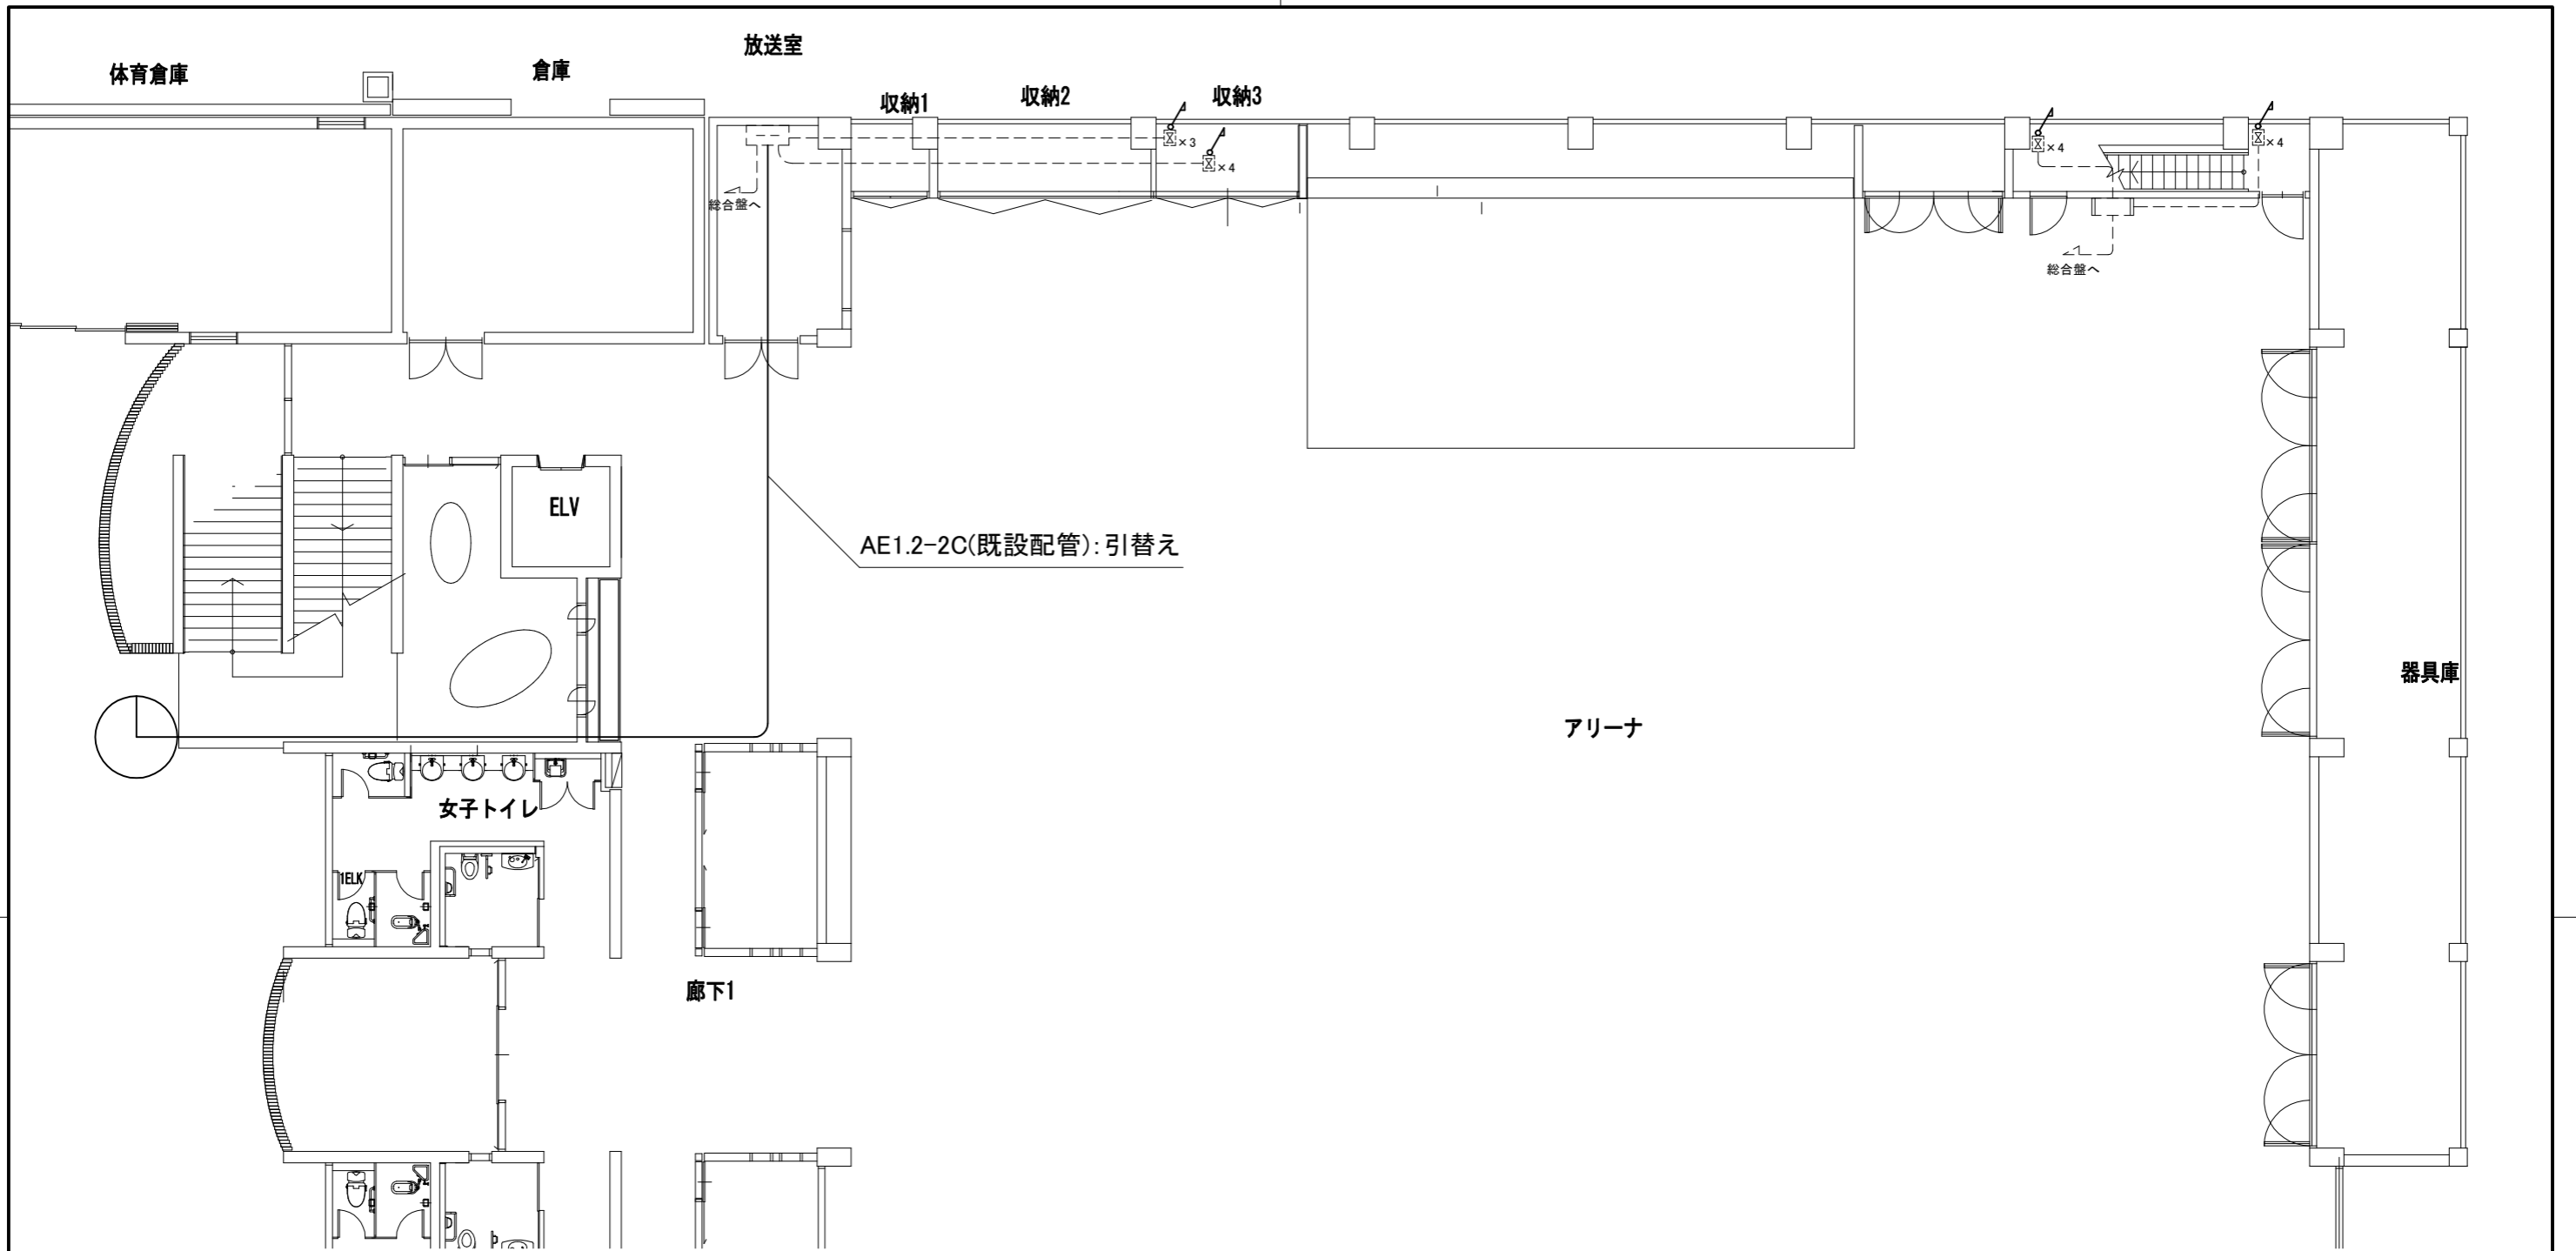 放送室
体育倉庫
倉庫
収納1
収納2
収納3
×3
×4
×4
×4
総合盤へ
総合盤へ
ELV
AE1.2-2C(既設配管):引替え
器具庫
アリーナ
女子トイレ
1ELK
廊下1